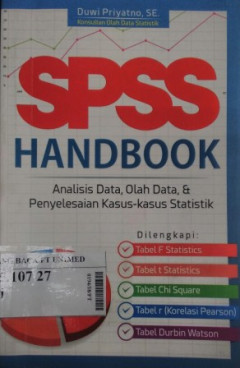 Duwi Priyatno, SE.
Konsultan Olah Data Statistik
SPSS
HANDBOOK
Analisis Data, Olah Data, &
Penyelesaian Kasus-kasus Statistik
Dilengkapi:
Tabel F Statistics
Tabel t Statistics
Tabel Chi Square
Tabel r (Korelasi Pearson)
Tabel Durbin Watson
107 27